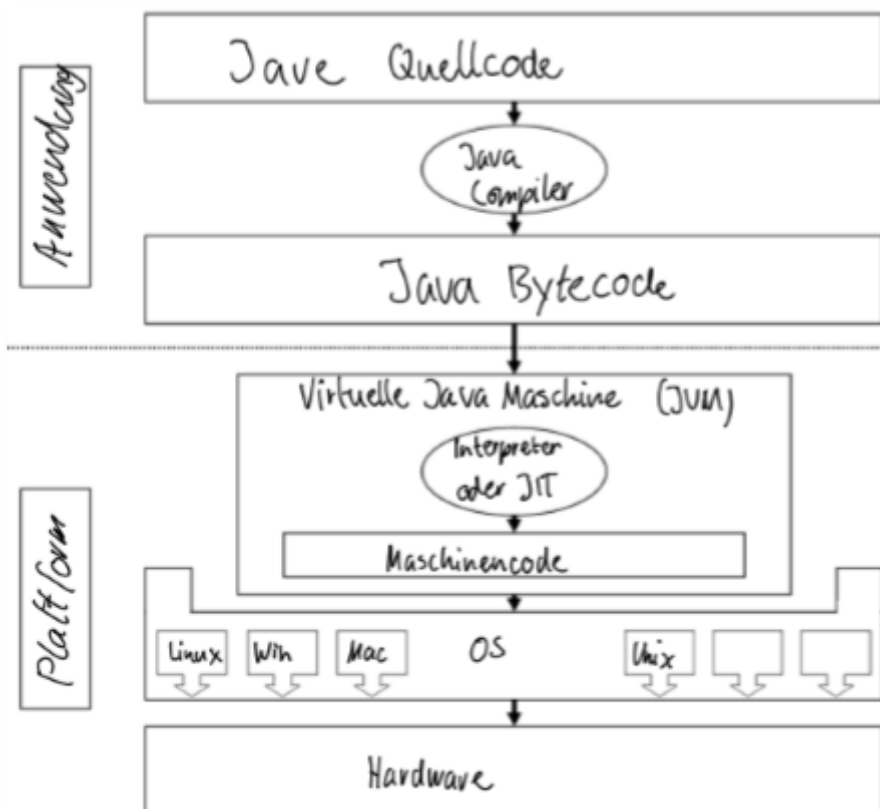 Anwendung
Jave Quellcode
Java
Compiler
Java Bytecode
Plattform
Virtuelle Java Maschine (JVM)
Interpreter
oder JIT
Maschinencode
Linux
Win
Mac
OS
Unix
Hardware